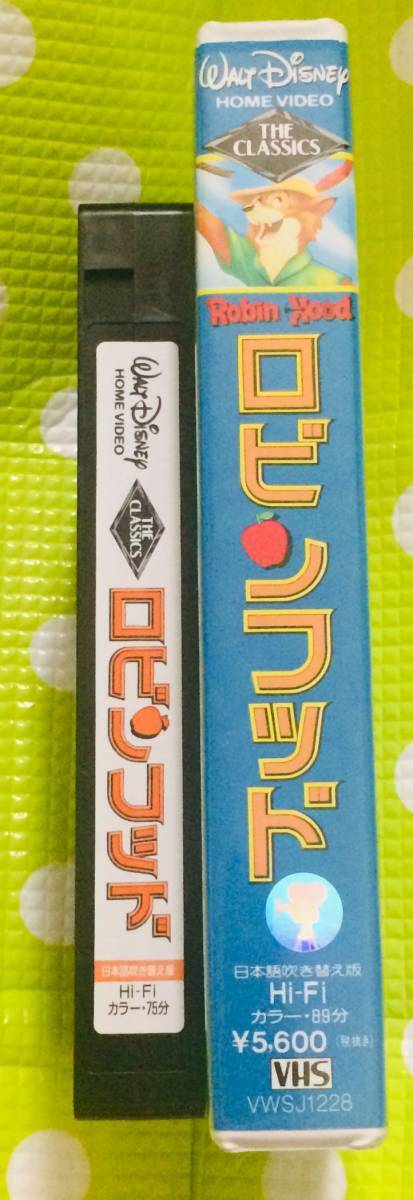 WALT DISNEY
HOME VIDEO
THE
CLASSICS
ロビンフッド
日本語吹き替え版
Hi-Fi
カラー・75分
WALT DISNEY
HOME VIDEO
THE
CLASSICS
Robin Hood
ロビンフッド
日本語吹き替え版
Hi-Fi
カラー・89分
¥5,600 (税抜き)
VHS
VWSJ1228